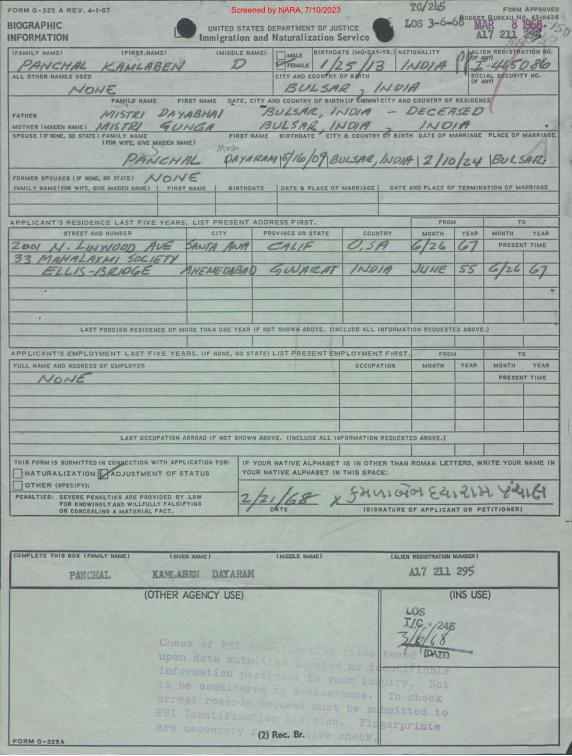 Screened by NARA, 7/10/2023
FORM G-325 A REV. 4-1-67
TO/245
FORM APPROVED
BUDGET BUREAU NO. 43-R436
LOS 3-6-68 MAR 8 1968
A17 211 295
BIOGRAPHIC INFORMATION
UNITED STATES DEPARTMENT OF JUSTICE
Immigration and Naturalization Service
(FAMILY NAME) (FIRST NAME) (MIDDLE NAME) MALE FEMALE BIRTHDATE (MO-DAY-YR.) NATIONALITY ALIEN REGISTRATION NO. (IF ANY)
PANCHAL KAMLABEN D 1/25/13 INDIA I-445086
ALL OTHER NAMES USED CITY AND COUNTRY OF BIRTH SOCIAL SECURITY NO. (IF ANY)
NONE BULSAR, INDIA
FAMILY NAME FIRST NAME DATE, CITY AND COUNTRY OF BIRTH (IF KNOWN) CITY AND COUNTRY OF RESIDENCE
FATHER MISTRI DAYABHAI BULSAR, INDIA - DECEASED
MOTHER (MAIDEN NAME) MISTRI GUNGA BULSAR, INDIA, INDIA
SPOUSE (IF NONE, SO STATE) FAMILY NAME (FOR WIFE, GIVE MAIDEN NAME) FIRST NAME BIRTHDATE CITY & COUNTRY OF BIRTH DATE OF MARRIAGE PLACE OF MARRIAGE
PANCHAL DAYARAM 5/16/09 BULSAR, INDIA 2/10/24 BULSAR.
FORMER SPOUSES (IF NONE, SO STATE) NONE
FAMILY NAME (FOR WIFE, GIVE MAIDEN NAME) FIRST NAME BIRTHDATE DATE & PLACE OF MARRIAGE DATE AND PLACE OF TERMINATION OF MARRIAGE
APPLICANT'S RESIDENCE LAST FIVE YEARS. LIST PRESENT ADDRESS FIRST. FROM TO
STREET AND NUMBER CITY PROVINCE OR STATE COUNTRY MONTH YEAR MONTH YEAR
2001 N. LINWOOD AVE SANTA ANA CALIF U.S.A 6/26 67 PRESENT TIME
33 MAHALAXMI SOCIETY
ELLIS-BRIDGE AHEMEDABAD GUJARAT INDIA JUNE 55 6/26 67
LAST FOREIGN RESIDENCE OF MORE THAN ONE YEAR IF NOT SHOWN ABOVE. (INCLUDE ALL INFORMATION REQUESTED ABOVE.)
APPLICANT'S EMPLOYMENT LAST FIVE YEARS. (IF NONE, SO STATE) LIST PRESENT EMPLOYMENT FIRST. FROM TO
FULL NAME AND ADDRESS OF EMPLOYER OCCUPATION MONTH YEAR MONTH YEAR
NONE PRESENT TIME
LAST OCCUPATION ABROAD IF NOT SHOWN ABOVE. (INCLUDE ALL INFORMATION REQUESTED ABOVE.)
THIS FORM IS SUBMITTED IN CONNECTION WITH APPLICATION FOR:
NATURALIZATION ADJUSTMENT OF STATUS
OTHER (SPECIFY):
PENALTIES: SEVERE PENALTIES ARE PROVIDED BY LAW FOR KNOWINGLY AND WILLFULLY FALSIFYING OR CONCEALING A MATERIAL FACT.
IF YOUR NATIVE ALPHABET IS IN OTHER THAN ROMAN LETTERS, WRITE YOUR NAME IN YOUR NATIVE ALPHABET IN THIS SPACE:
2/21/68 x કમળાબેન દયારામ પંચાલ
DATE (SIGNATURE OF APPLICANT OR PETITIONER)
COMPLETE THIS BOX (FAMILY NAME) (GIVEN NAME) (MIDDLE NAME) (ALIEN REGISTRATION NUMBER)
PANCHAL KAMLABEN DAYARAM A17 211 295
(OTHER AGENCY USE) (INS USE)
LOS
I/C. 245
3/6/68
(DATE)
Check of FBI
upon data submitted located no identifiable
information pertinent to your inquiry. Not
to be considered as a clearance. To check
arrest records request must be submitted to
FBI Identification Division. Fingerprints
are necessary check.
(2) Rec. Br.
FORM G-325A